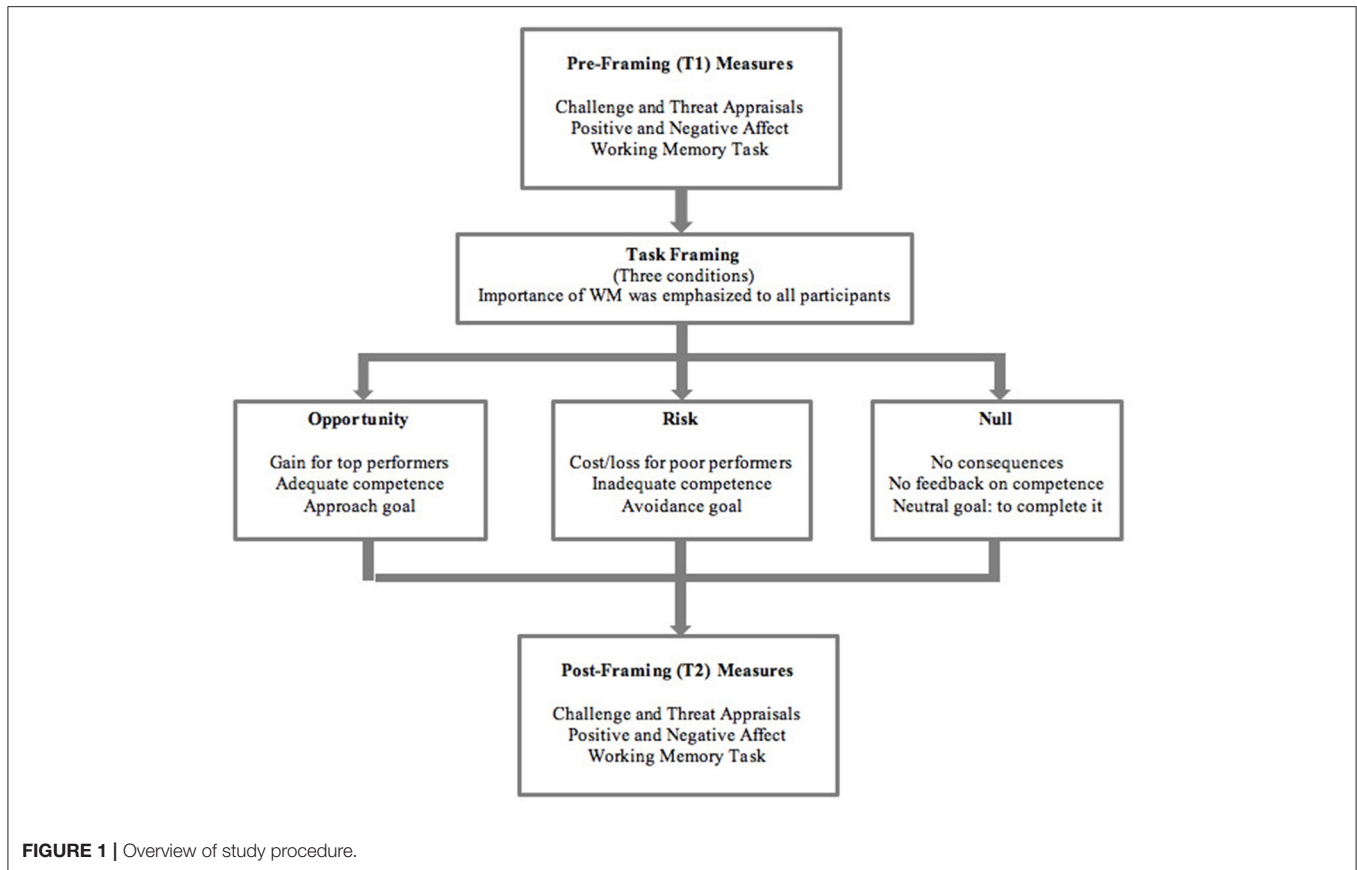 Pre-Framing (T1) Measures
Challenge and Threat Appraisals
Positive and Negative Affect
Working Memory Task
Task Framing
(Three conditions)
Importance of WM was emphasized to all participants
Opportunity
Gain for top performers
Adequate competence
Approach goal
Risk
Cost/loss for poor performers
Inadequate competence
Avoidance goal
Null
No consequences
No feedback on competence
Neutral goal: to complete it
Post-Framing (T2) Measures
Challenge and Threat Appraisals
Positive and Negative Affect
Working Memory Task
FIGURE 1 | Overview of study procedure.